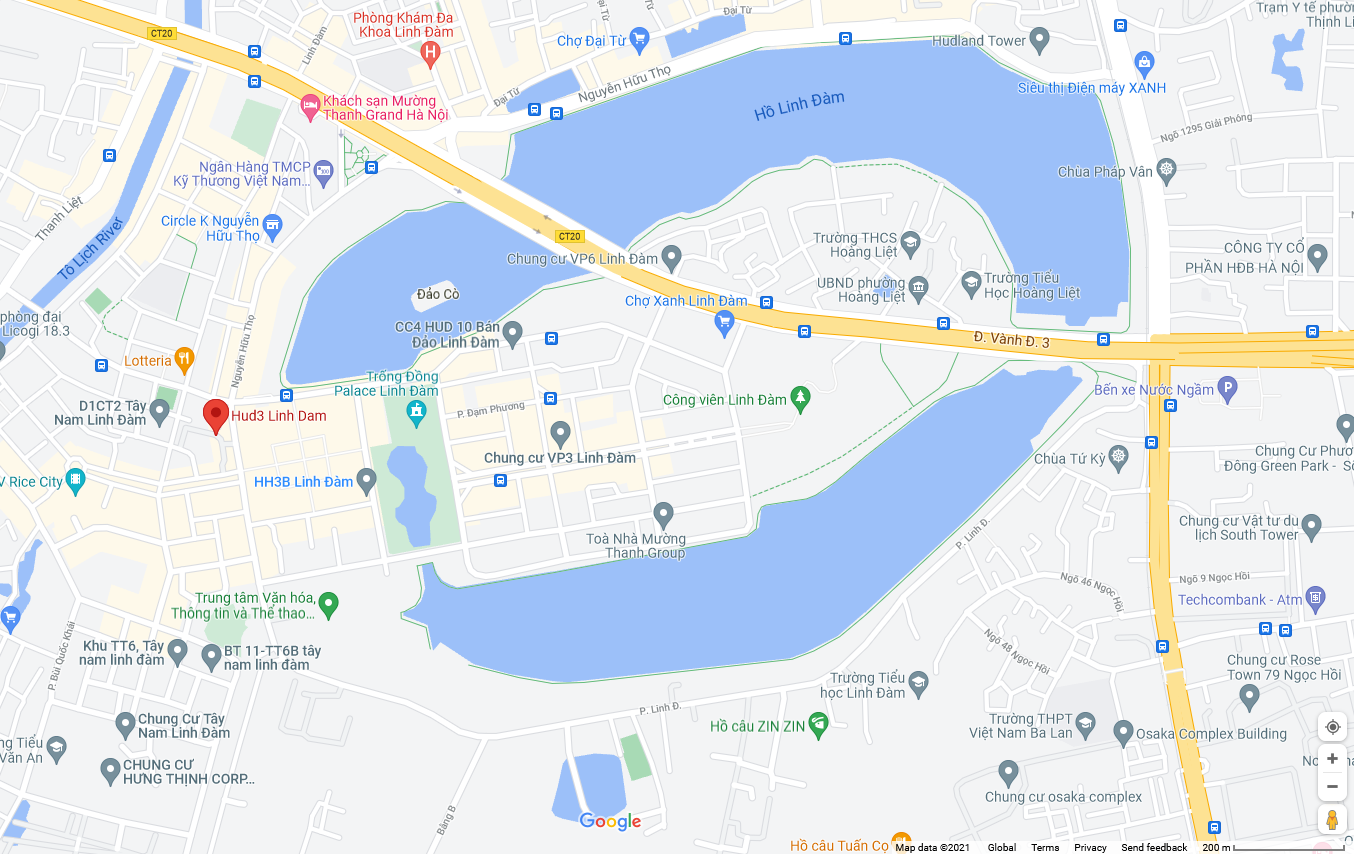 CT20
Linh Đàm
Phòng Khám Đa
Khoa Linh Đàm
Chợ Đại Từ
Đại Từ
Đại Từ
Đại Từ
Hudland Tower
Trạm Y tế phườ
Thịnh Li
Siêu thị Điện máy XANH
Nguyễn Hữu Thọ
Khách sạn Mường
Thanh Grand Hà Nội
Hồ Linh Đàm
Ngõ 1295 Giải Phóng
Ngân Hàng TMCP
Kỹ Thương Việt Nam...
Chùa Pháp Vân
Thanh Liệt
Tô Lịch River
Circle K Nguyễn
Hữu Thọ
CT20
Chung cư VP6 Linh Đàm
Trường THCS
Hoàng Liệt
CÔNG TY CỔ
PHẦN HĐB HÀ NỘI
UBND phường
Hoàng Liệt
Trường Tiểu
Học Hoàng Liệt
Đảo Cò
Chợ Xanh Linh Đàm
phòng đại
Licogi 18.3
CC4 HUD 10 Bán
Đảo Linh Đàm
Đ. Vành Đ. 3
Nguyễn Hữu Thọ
Lotteria
Trống Đồng
Palace Linh Đàm
P. Đạm Phương
Công viên Linh Đàm
Bến xe Nước Ngầm
D1CT2 Tây
Nam Linh Đàm
Hud3 Linh Dam
Chung cư VP3 Linh Đàm
Chùa Tứ Kỳ
Chung Cư Phươ
Đông Green Park - Số
V Rice City
HH3B Linh Đàm
Toà Nhà Mường
Thanh Group
P. Linh Đ.
Chung cư Vật tư du
lịch South Tower
Ngõ 46 Ngọc Hồi
Ngõ 9 Ngọc Hồi
Techcombank - Atm
Trung tâm Văn hóa,
Thông tin và Thể thao...
Ngõ 48 Ngọc Hồi
P. Bùi Quốc Khái
Khu TT6, Tây
nam linh đàm
BT 11-TT6B tây
nam linh đàm
Trường Tiểu
học Linh Đàm
Chung cư Rose
Town 79 Ngọc Hồi
P. Linh Đ.
Hồ câu ZIN ZIN
Trường THPT
Việt Nam Ba Lan
Osaka Complex Building
Chung Cư Tây
Nam Linh Đàm
ng Tiểu
Văn An
CHUNG CƯ
HƯNG THỊNH CORP...
Chung cư osaka complex
Bằng B
Google
Hồ câu Tuấn Cọ
Map data ©2021
Global
Terms
Privacy
Send feedback
200 m